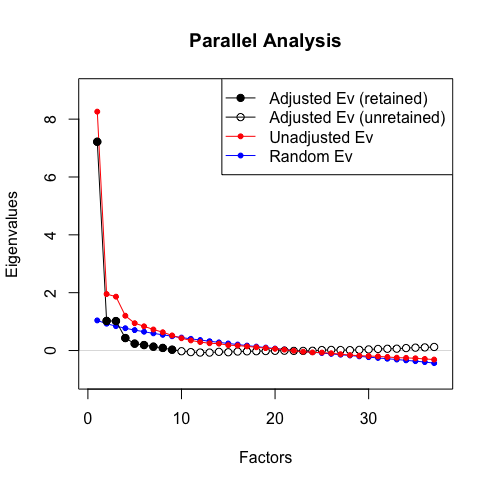 Parallel Analysis
Adjusted Ev (retained)
Adjusted Ev (unretained)
Unadjusted Ev
Random Ev
Eigenvalues
8
6
4
2
0
0 10 20 30
Factors